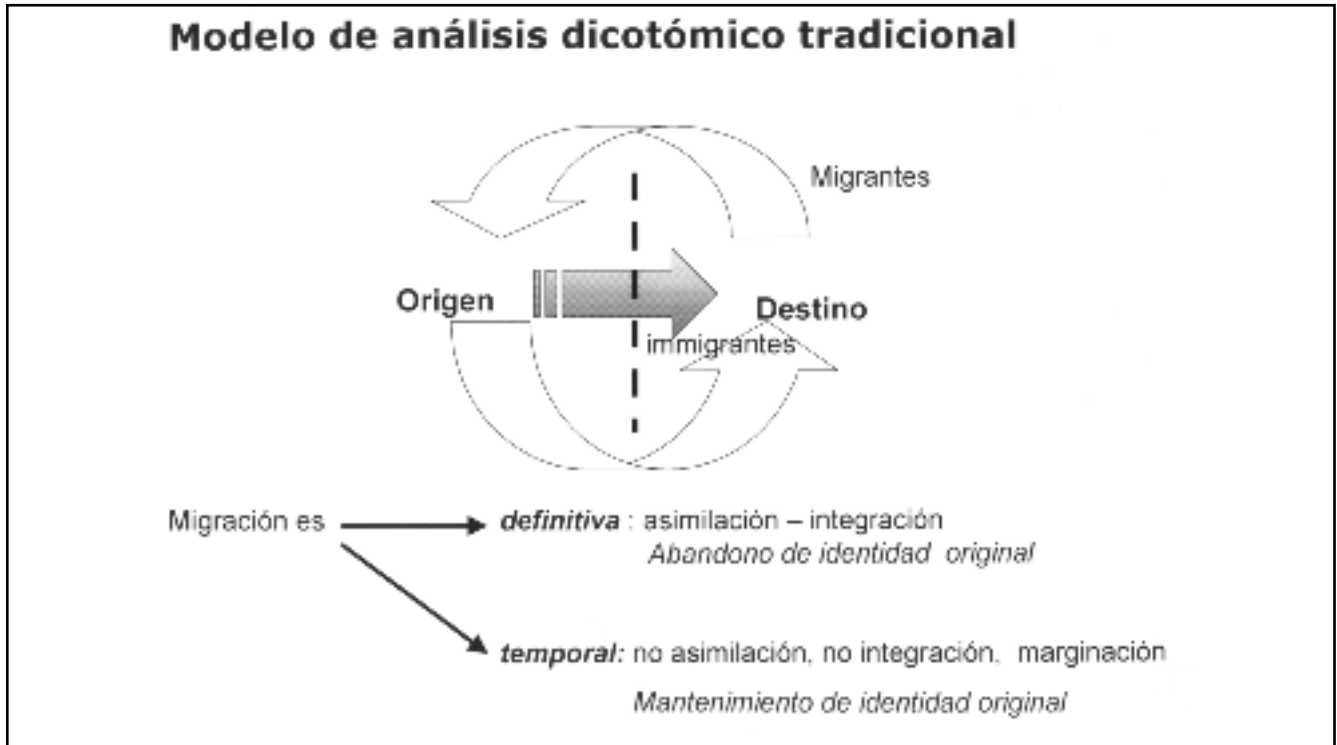 Modelo de análisis dicotómico tradicional
Migrantes
Origen
Destino
immigrantes
Migración es
definitiva : asimilación – integración
Abandono de identidad original
temporal: no asimilación, no integración, marginación
Mantenimiento de identidad original